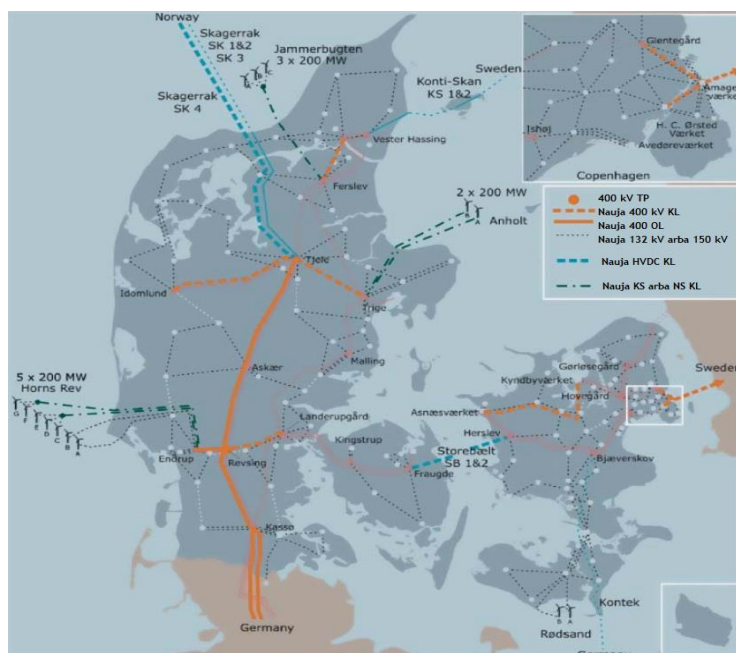 Norway
Skagerrak
SK 1&2
SK 3
Jammerbugten
3 x 200 MW
Skagerrak
SK 4
Konti-Skan
KS 1&2
Sweden
Vester Hassing
Ferslev
2 x 200 MW
Anholt
Tjele
Idomlund
Trige
Askær
Malling
5 x 200 MW
Horns Rev
G
F
E
D
C
B
A
Landerupgård
Endrup
Revsing
Kingstrup
Fraugde
Kassø
Germany
Storebælt
SB 1&2
Asnæsværket
Herslev
Kyndbyværket
Gørløsegård
Hovegård
Bjæverskov
Sweden
Kontek
Rødsand
B A
Germany
Glentegård
Amager
værket
H. C. Ørsted
Værket
Ishøj
Avedøreværket
Copenhagen
400 kV TP
Nauja 400 kV KL
Nauja 400 OL
Nauja 132 kV arba 150 kV
Nauja HVDC KL
Nauja KS arba NS KL